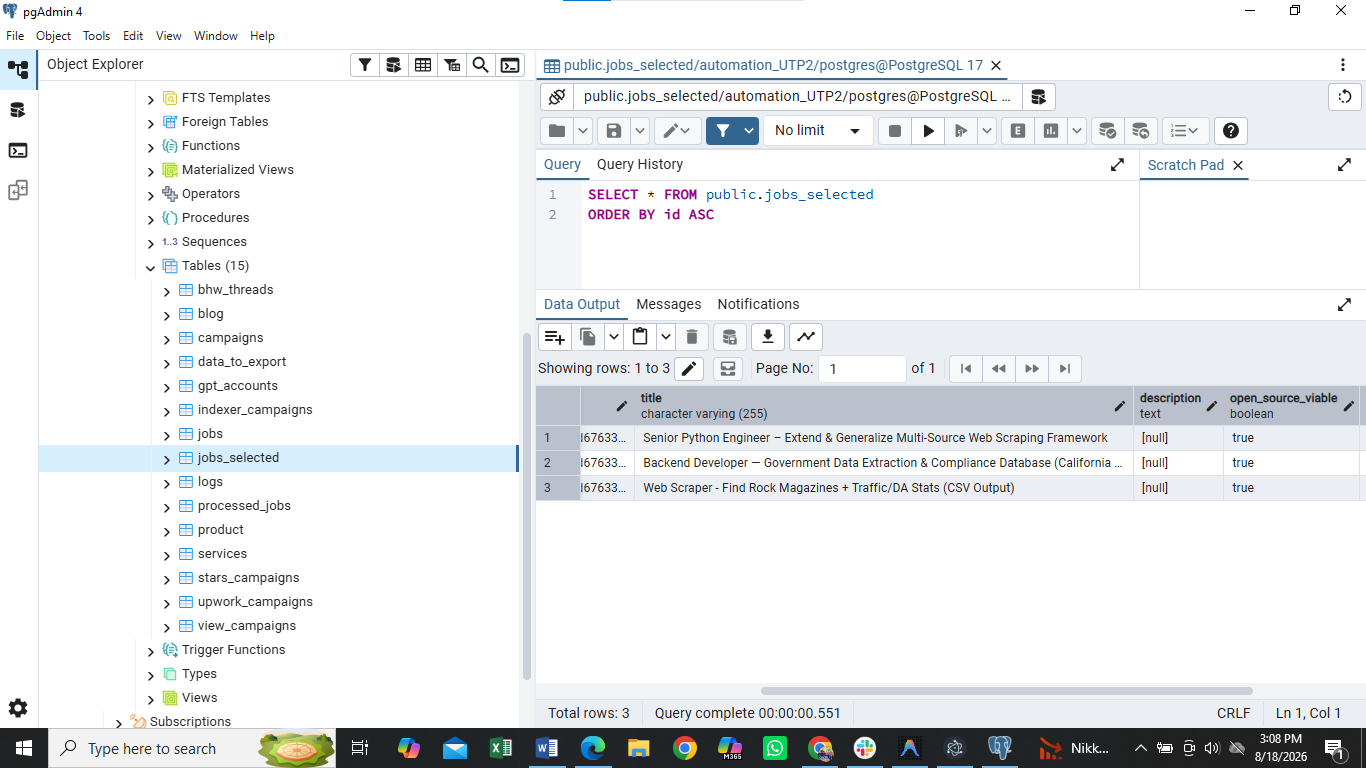 pgAdmin 4
File Object Tools Edit View Window Help
Object Explorer
FTS Templates
Foreign Tables
Functions
Materialized Views
Operators
Procedures
1..3 Sequences
Tables (15)
bhw_threads
blog
campaigns
data_to_export
gpt_accounts
indexer_campaigns
jobs
jobs_selected
logs
processed_jobs
product
services
stars_campaigns
upwork_campaigns
view_campaigns
Trigger Functions
Types
Views
Subscriptions
public.jobs_selected/automation_UTP2/postgres@PostgreSQL 17
public.jobs_selected/automation_UTP2/postgres@PostgreSQL ...
No limit
E
Query Query History
Scratch Pad
1 SELECT * FROM public.jobs_selected
2 ORDER BY id ASC
Data Output Messages Notifications
Showing rows: 1 to 3 Page No: 1 of 1
title description open_source_viable
character varying (255) text boolean
1 l67633... Senior Python Engineer – Extend & Generalize Multi-Source Web Scraping Framework [null] true
2 l67633... Backend Developer — Government Data Extraction & Compliance Database (California ... [null] true
3 l67633... Web Scraper - Find Rock Magazines + Traffic/DA Stats (CSV Output) [null] true
Total rows: 3 Query complete 00:00:00.551 CRLF Ln 1, Col 1
Type here to search M365 Nikk... 3:08 PM
8/18/2026 1